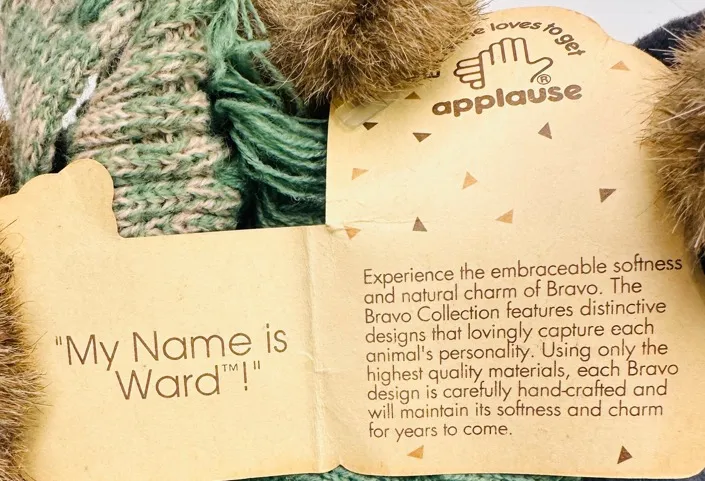 "My Name is
Ward™!"
loves to get
applause®
Experience the embraceable softness
and natural charm of Bravo. The
Bravo Collection features distinctive
designs that lovingly capture each
animal's personality. Using only the
highest quality materials, each Bravo
design is carefully hand-crafted and
will maintain its softness and charm
for years to come.